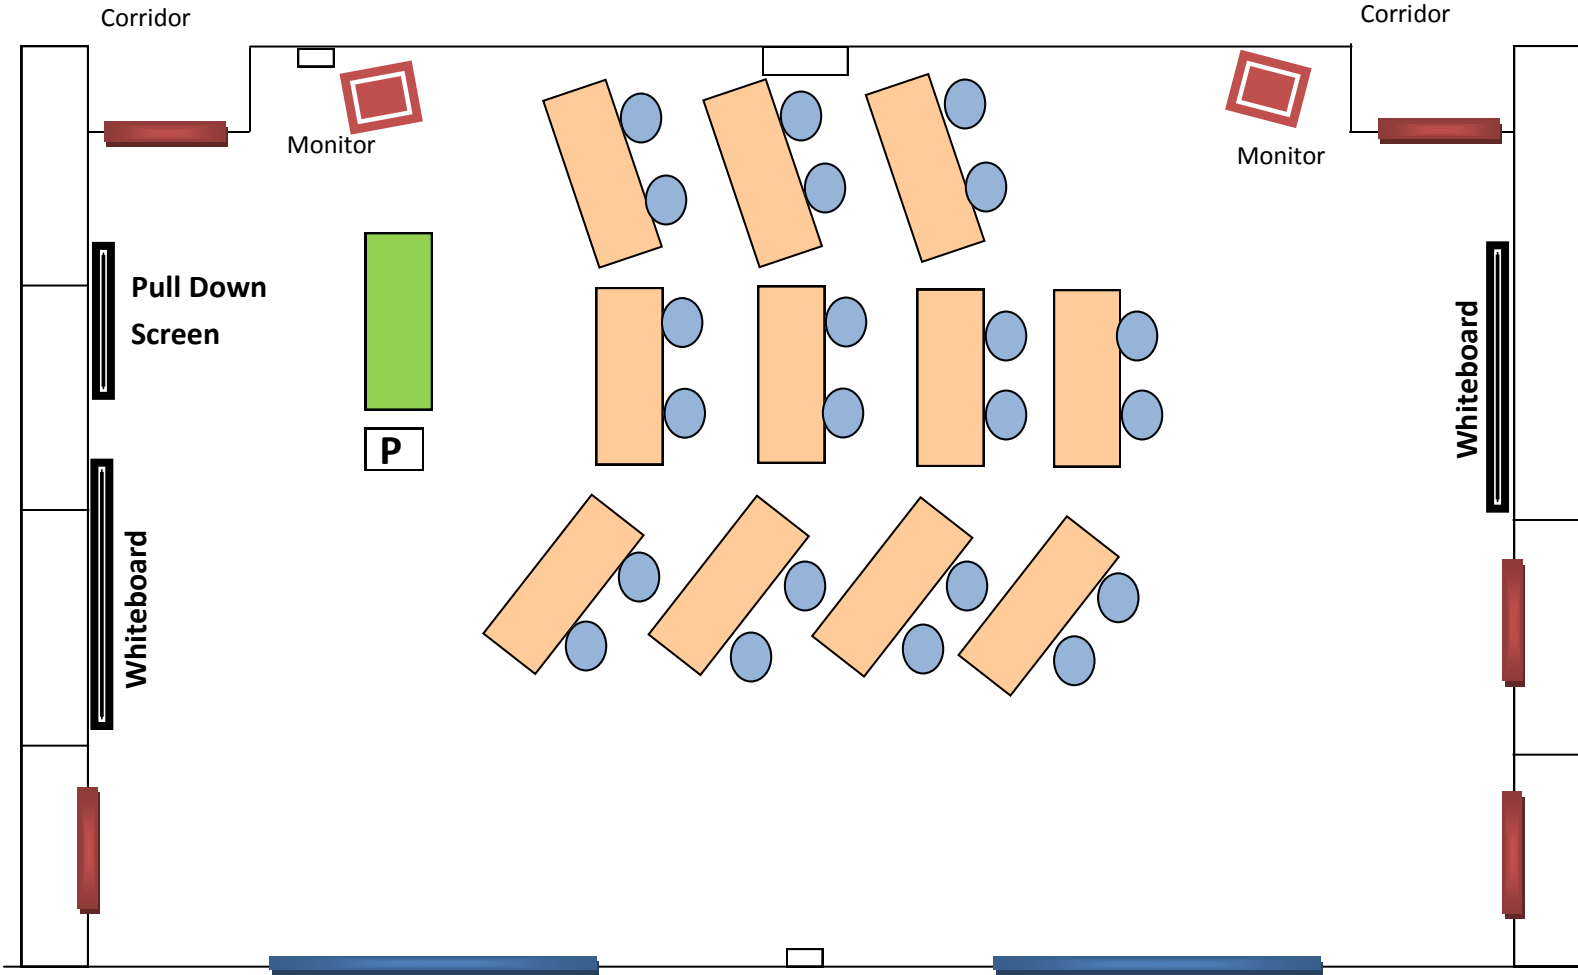 Corridor
Corridor
Monitor
Monitor
Pull Down
Screen
Whiteboard
P
Whiteboard